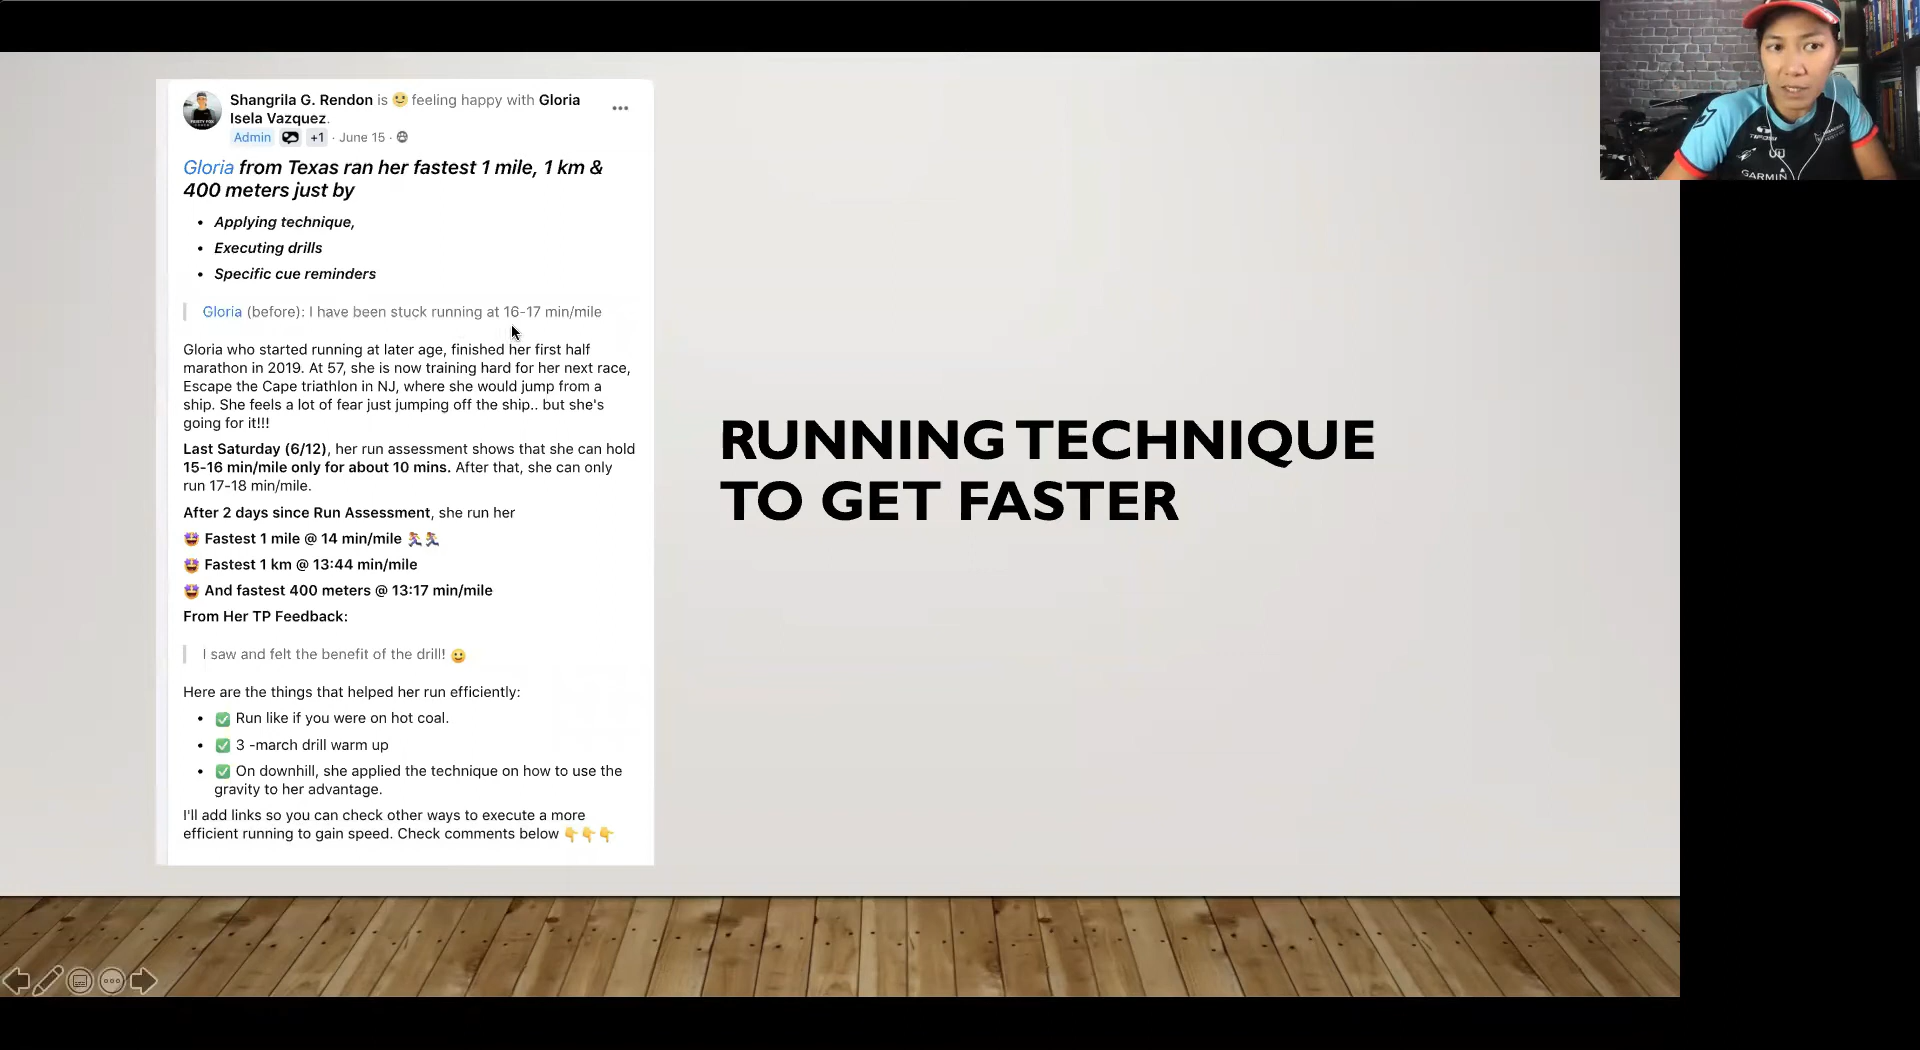 Shangrila G. Rendon is 🙂 feeling happy with Gloria
Isela Vazquez.
Admin +1 · June 15 ·
Gloria from Texas ran her fastest 1 mile, 1 km &
400 meters just by
• Applying technique,
• Executing drills
• Specific cue reminders
Gloria (before): I have been stuck running at 16-17 min/mile
Gloria who started running at later age, finished her first half
marathon in 2019. At 57, she is now training hard for her next race,
Escape the Cape triathlon in NJ, where she would jump from a
ship. She feels a lot of fear just jumping off the ship.. but she's
going for it!!!
Last Saturday (6/12), her run assessment shows that she can hold
15-16 min/mile only for about 10 mins. After that, she can only
run 17-18 min/mile.
After 2 days since Run Assessment, she run her
🤩 Fastest 1 mile @ 14 min/mile 🏃‍♀️🏃‍♀️
🤩 Fastest 1 km @ 13:44 min/mile
🤩 And fastest 400 meters @ 13:17 min/mile
From Her TP Feedback:
I saw and felt the benefit of the drill! 😀
Here are the things that helped her run efficiently:
• ✅ Run like if you were on hot coal.
• ✅ 3 -march drill warm up
• ✅ On downhill, she applied the technique on how to use the
gravity to her advantage.
I'll add links so you can check other ways to execute a more
efficient running to gain speed. Check comments below 👇👇👇
RUNNING TECHNIQUE
TO GET FASTER
GARMIN